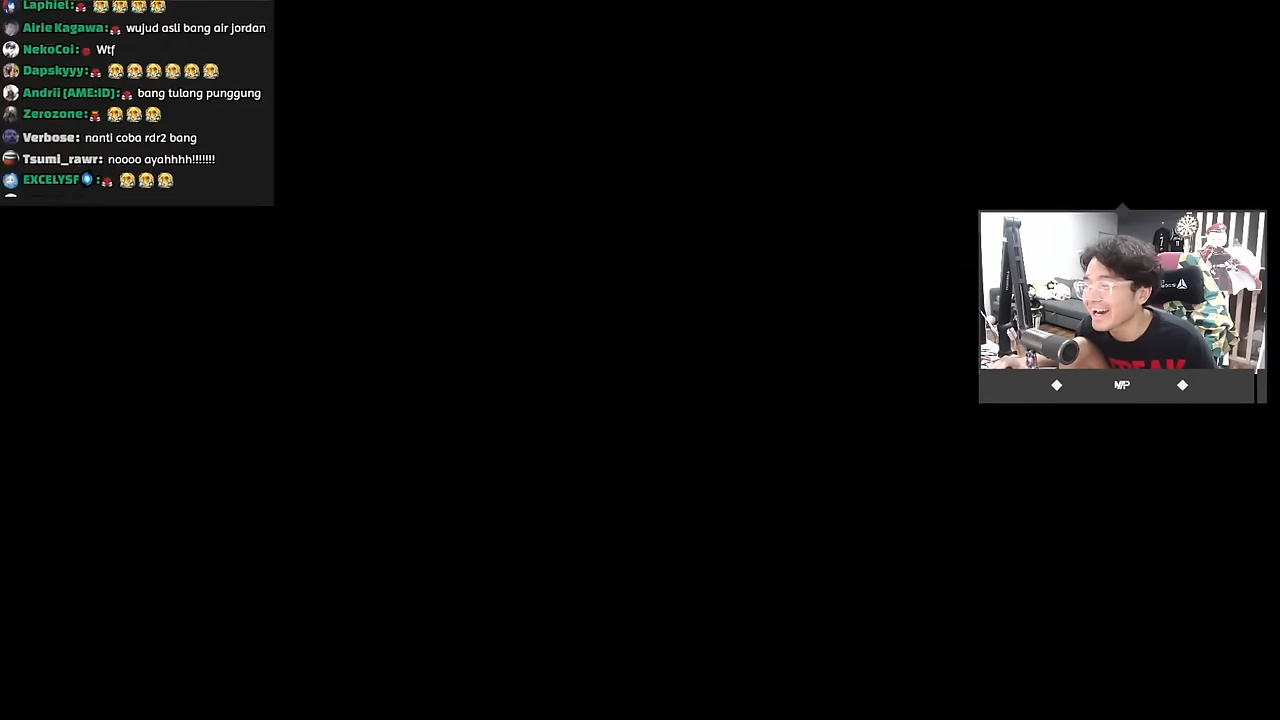 Laphiel:
Airie Kagawa: wujud asli bang air jordan
NekoCoi: Wtf
Dapskyyy:
Andrii [AME:ID]: bang tulang punggung
Zerozone:
Verbose: nanti coba rdr2 bang
Tsumi_rawr: noooo ayahhhh!!!!!!!
EXCELYSF:
FREAK